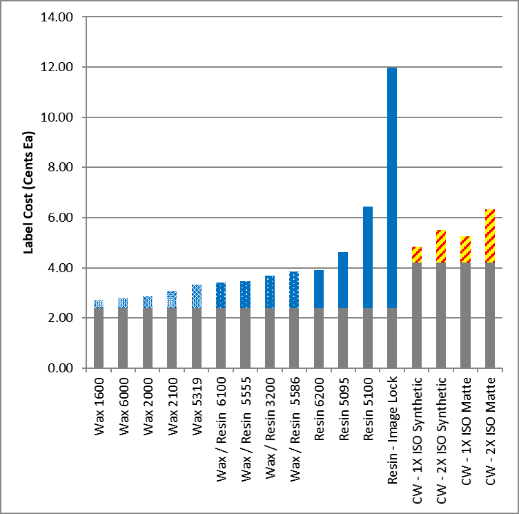 14.00
12.00
10.00
8.00
6.00
4.00
2.00
0.00
Label Cost (Cents Ea)
Wax 1600
Wax 6000
Wax 2000
Wax 2100
Wax 5319
Wax / Resin 6100
Wax / Resin 5555
Wax / Resin 3200
Wax / Resin 5586
Resin 6200
Resin 5095
Resin 5100
Resin - Image Lock
CW - 1X ISO Synthetic
CW - 2X ISO Synthetic
CW - 1X ISO Matte
CW - 2X ISO Matte